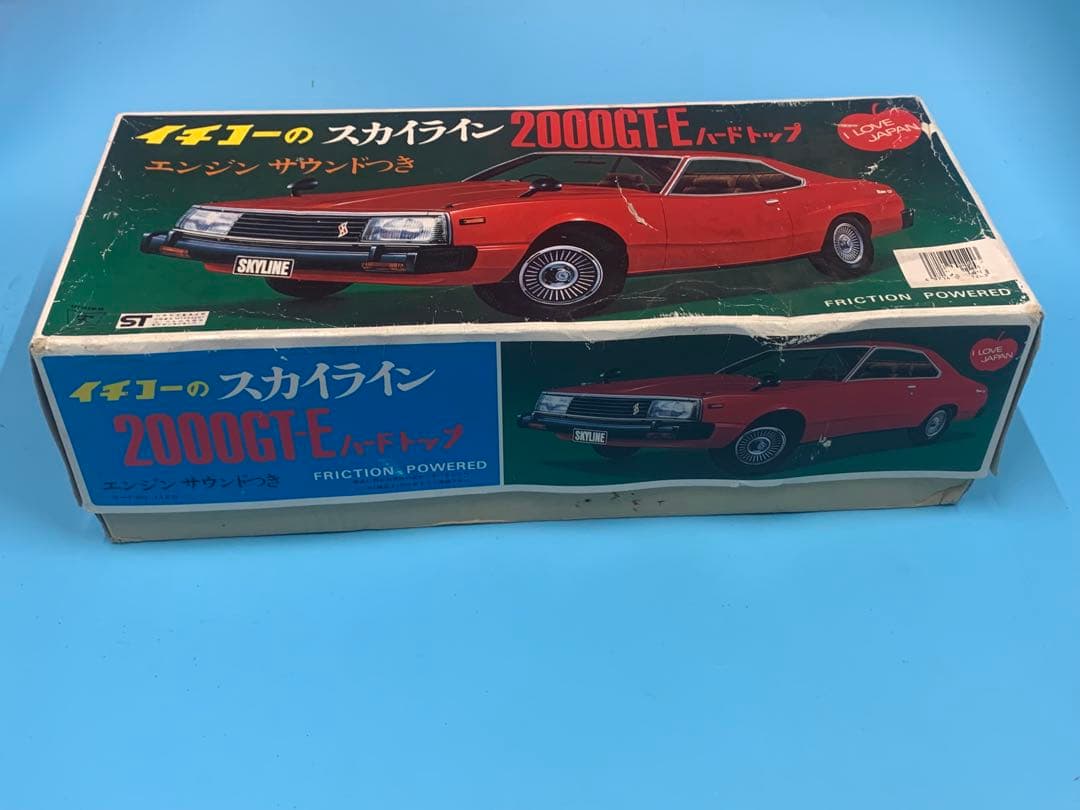 イチコーの スカイライン 2000GT-E ハードトップ
エンジン サウンドつき
I LOVE
JAPAN
SKYLINE
FRICTION POWERED
ST
イチコーの スカイライン
2000GT-E ハードトップ
エンジン サウンドつき
FRICTION POWERED
I LOVE
JAPAN
SKYLINE